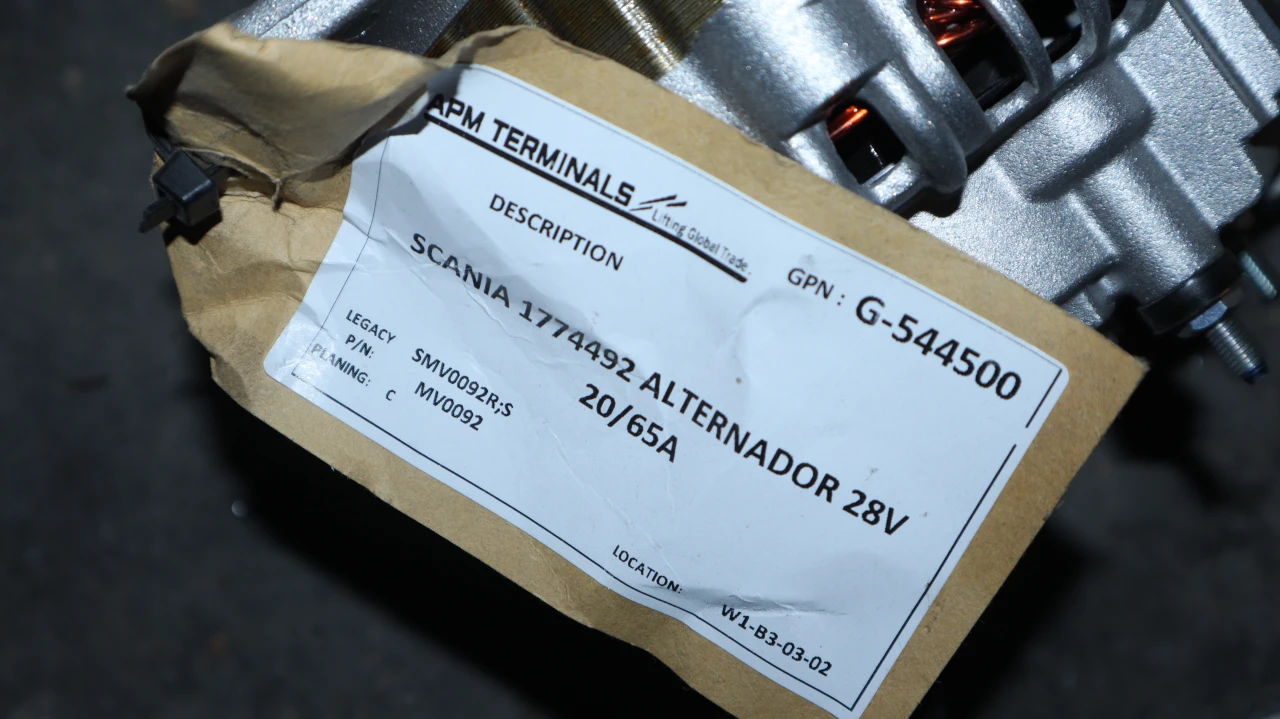 APM TERMINALS
Lifting Global Trade.
DESCRIPTION
GPN : G-544500
SCANIA 1774492 ALTERNADOR 28V
20/65A
LEGACY
P/N:
SMV0092R;S
MV0092
PLANING: C
LOCATION: W1-B3-03-02